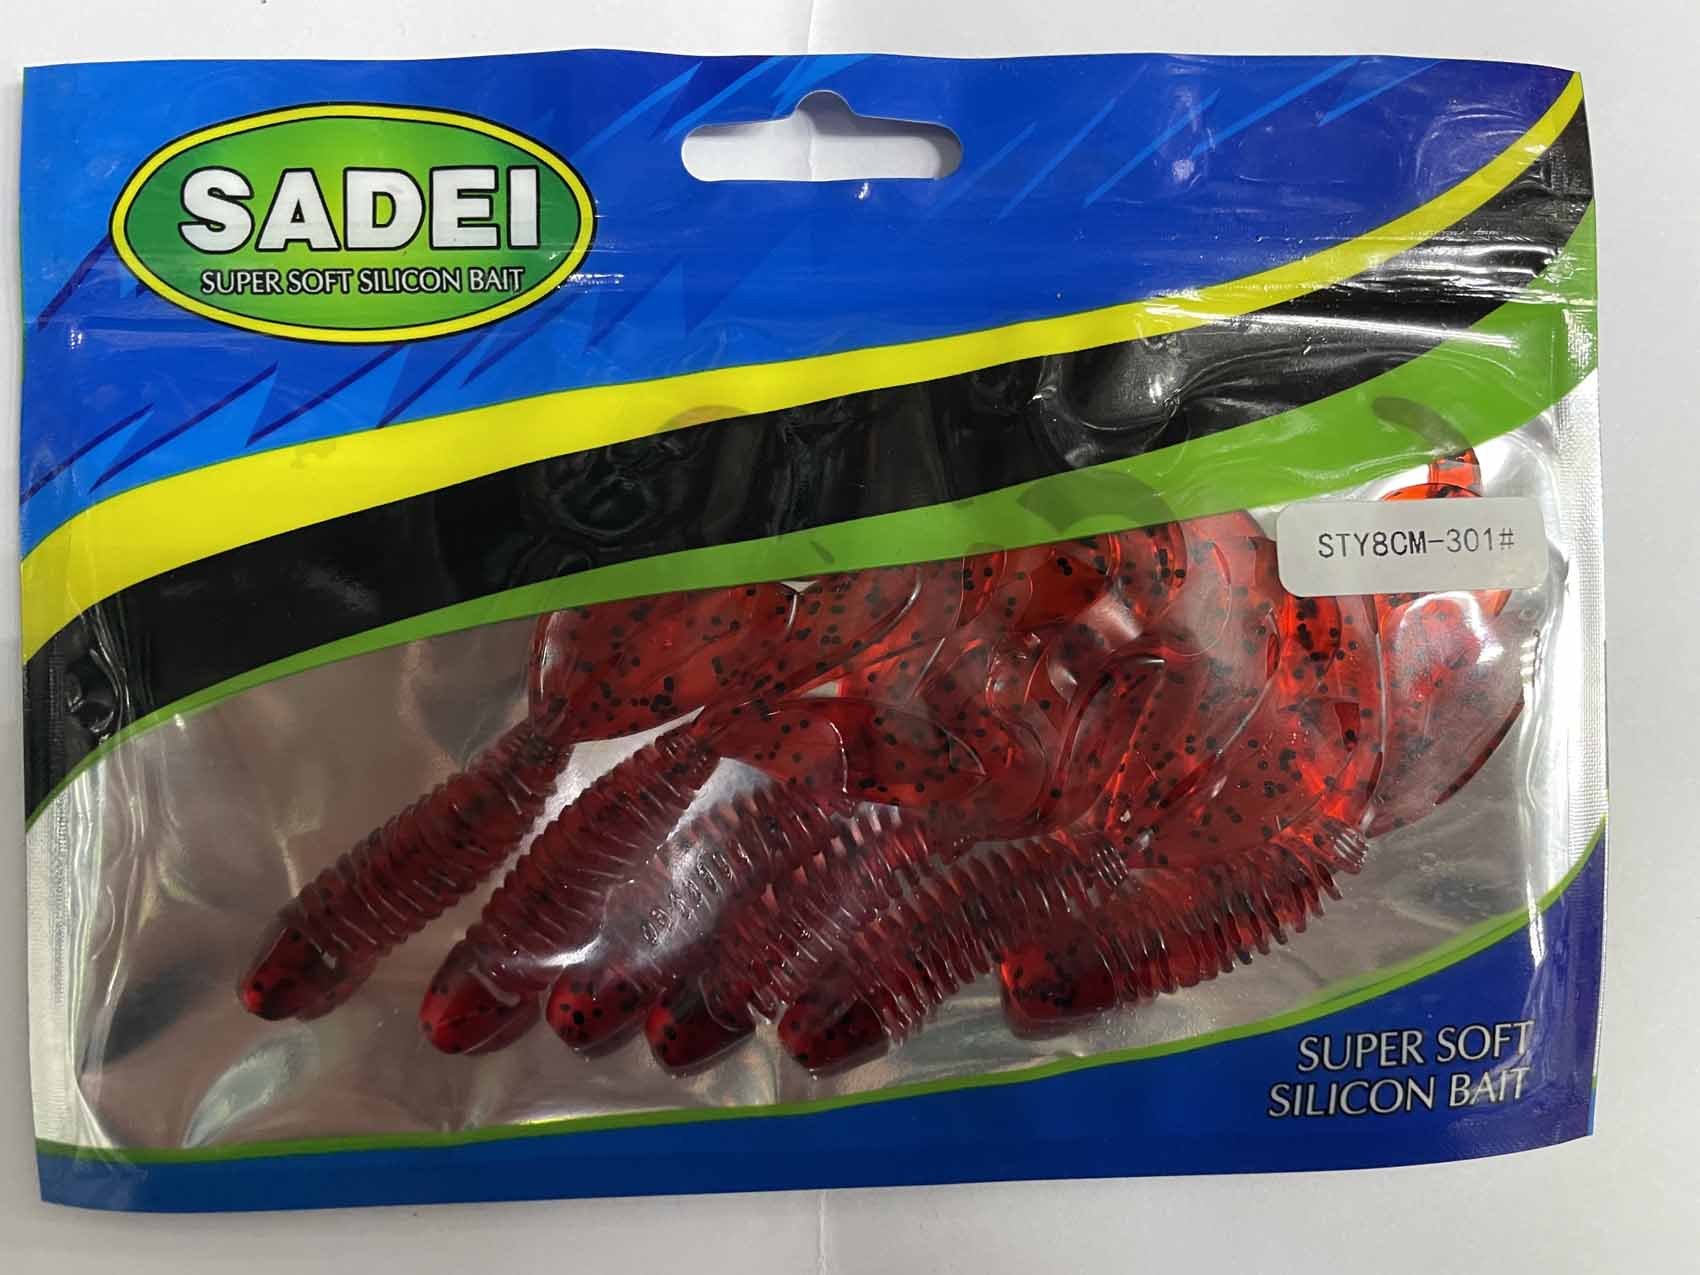 SADEI
SUPER SOFT SILICON BAIT
STY8CM-301#
SUPER SOFT
SILICON BAIT